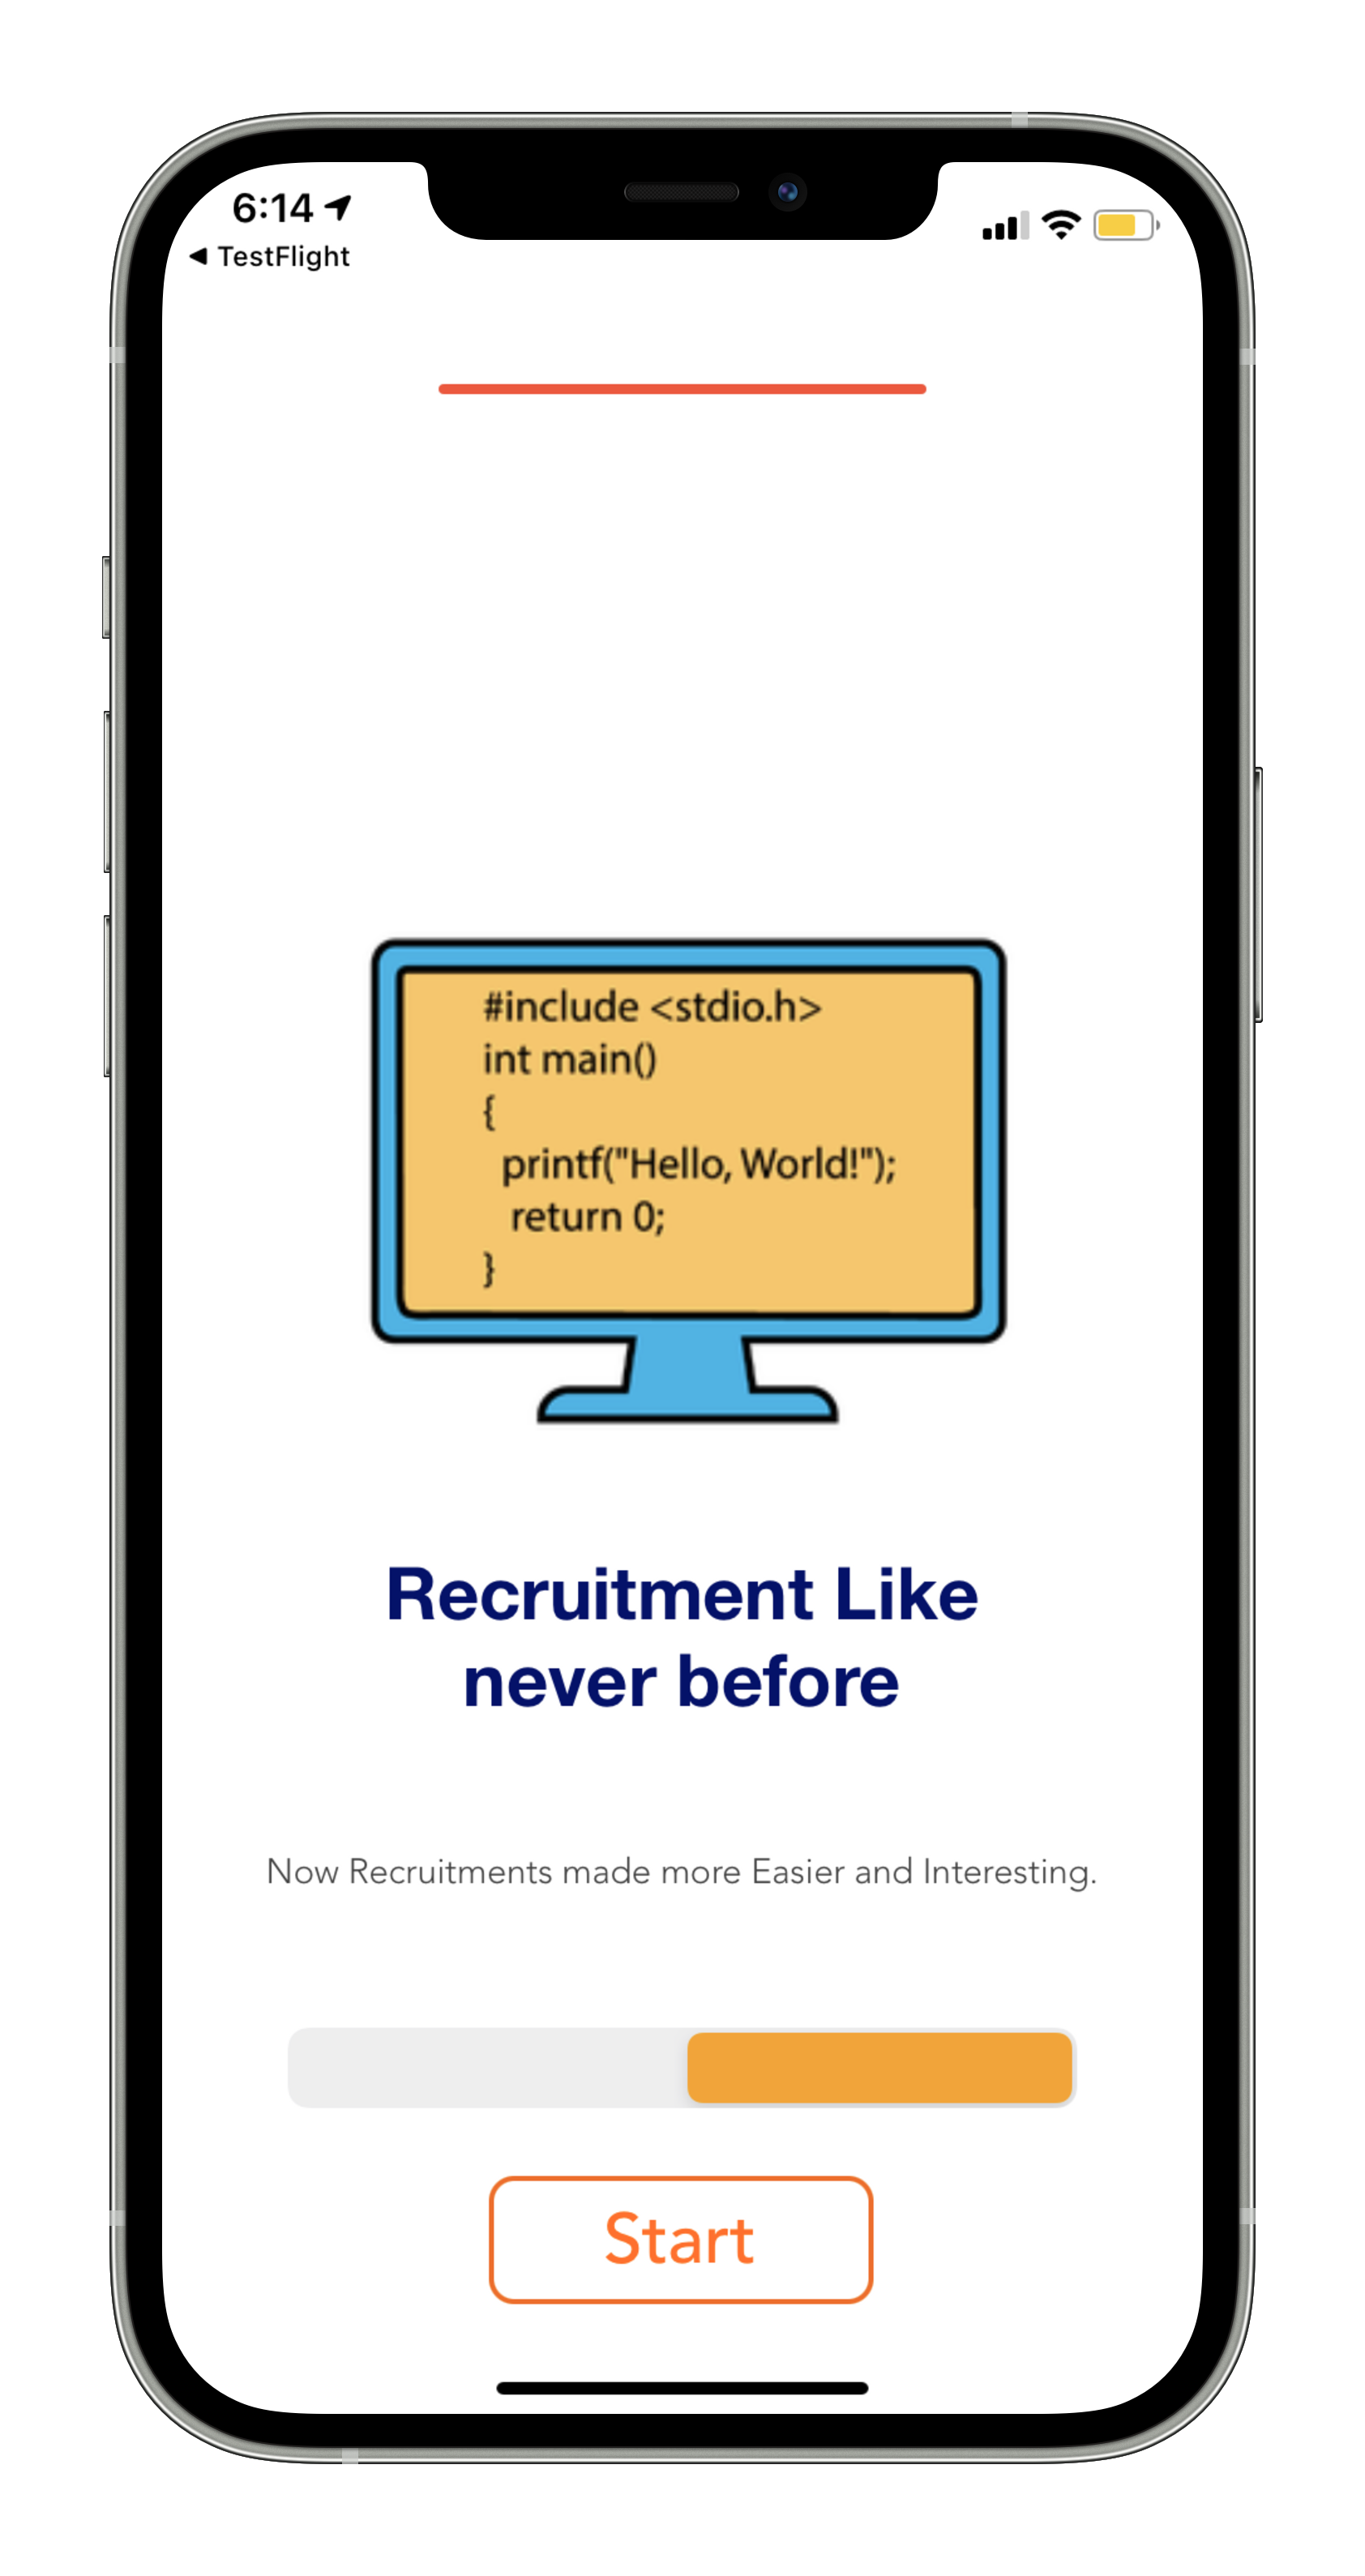 6:14
TestFlight
#include <stdio.h>
int main()
{
printf("Hello, World!");
return 0;
}
Recruitment Like
never before
Now Recruitments made more Easier and Interesting.
Start